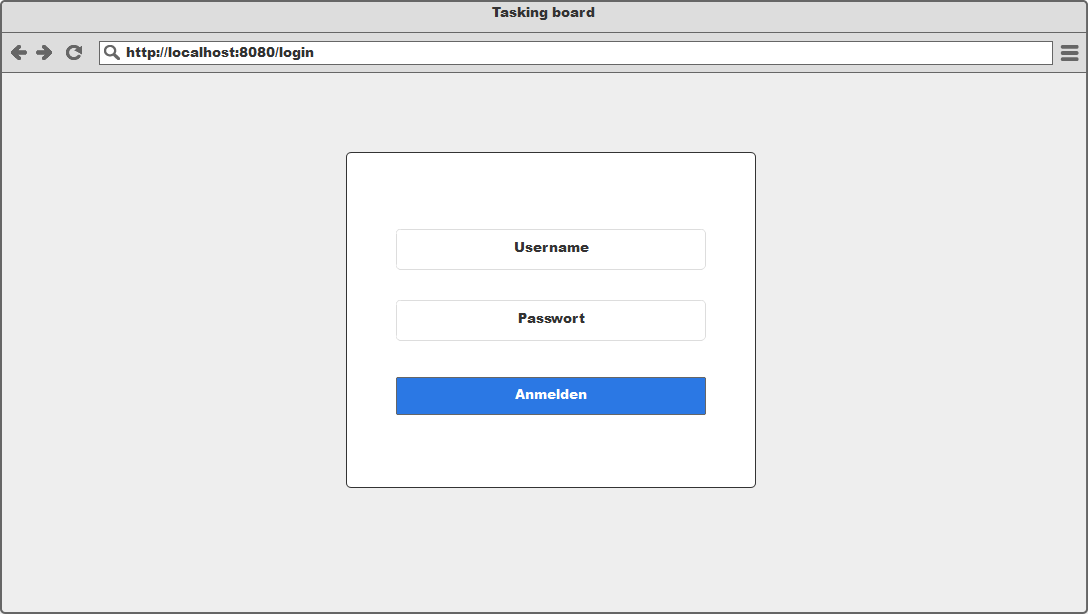 Tasking board
http://localhost:8080/login
Username
Passwort
Anmelden